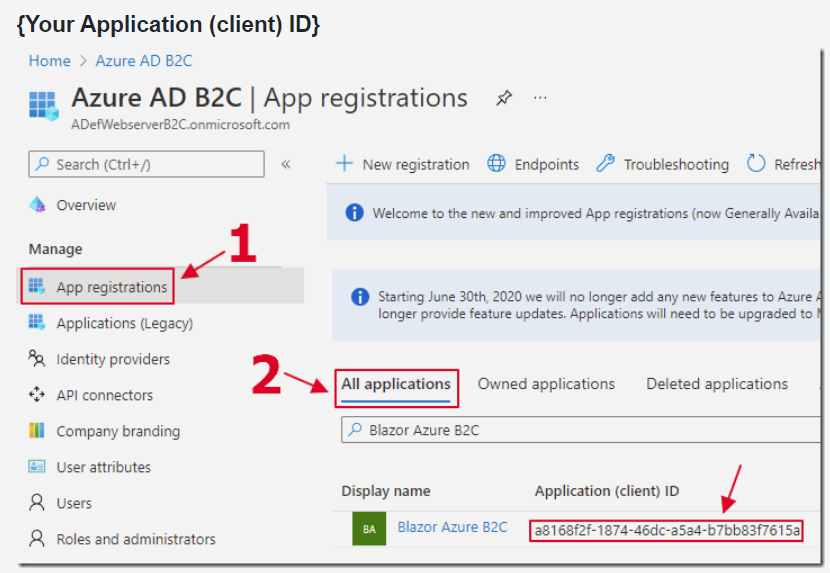 {Your Application (client) ID}
Home > Azure AD B2C
Azure AD B2C | App registrations
ADefWebserverB2C.onmicrosoft.com
Search (Ctrl+/)
«
Overview
Manage
1
App registrations
Applications (Legacy)
Identity providers
API connectors
Company branding
User attributes
Users
Roles and administrators
New registration Endpoints Troubleshooting Refresh
Welcome to the new and improved App registrations (now Generally Availa
Starting June 30th, 2020 we will no longer add any new features to Azure A
longer provide feature updates. Applications will need to be upgraded to M
2
All applications Owned applications Deleted applications
Blazor Azure B2C
Display name Application (client) ID
BA Blazor Azure B2C a8168f2f-1874-46dc-a5a4-b7bb83f7615a